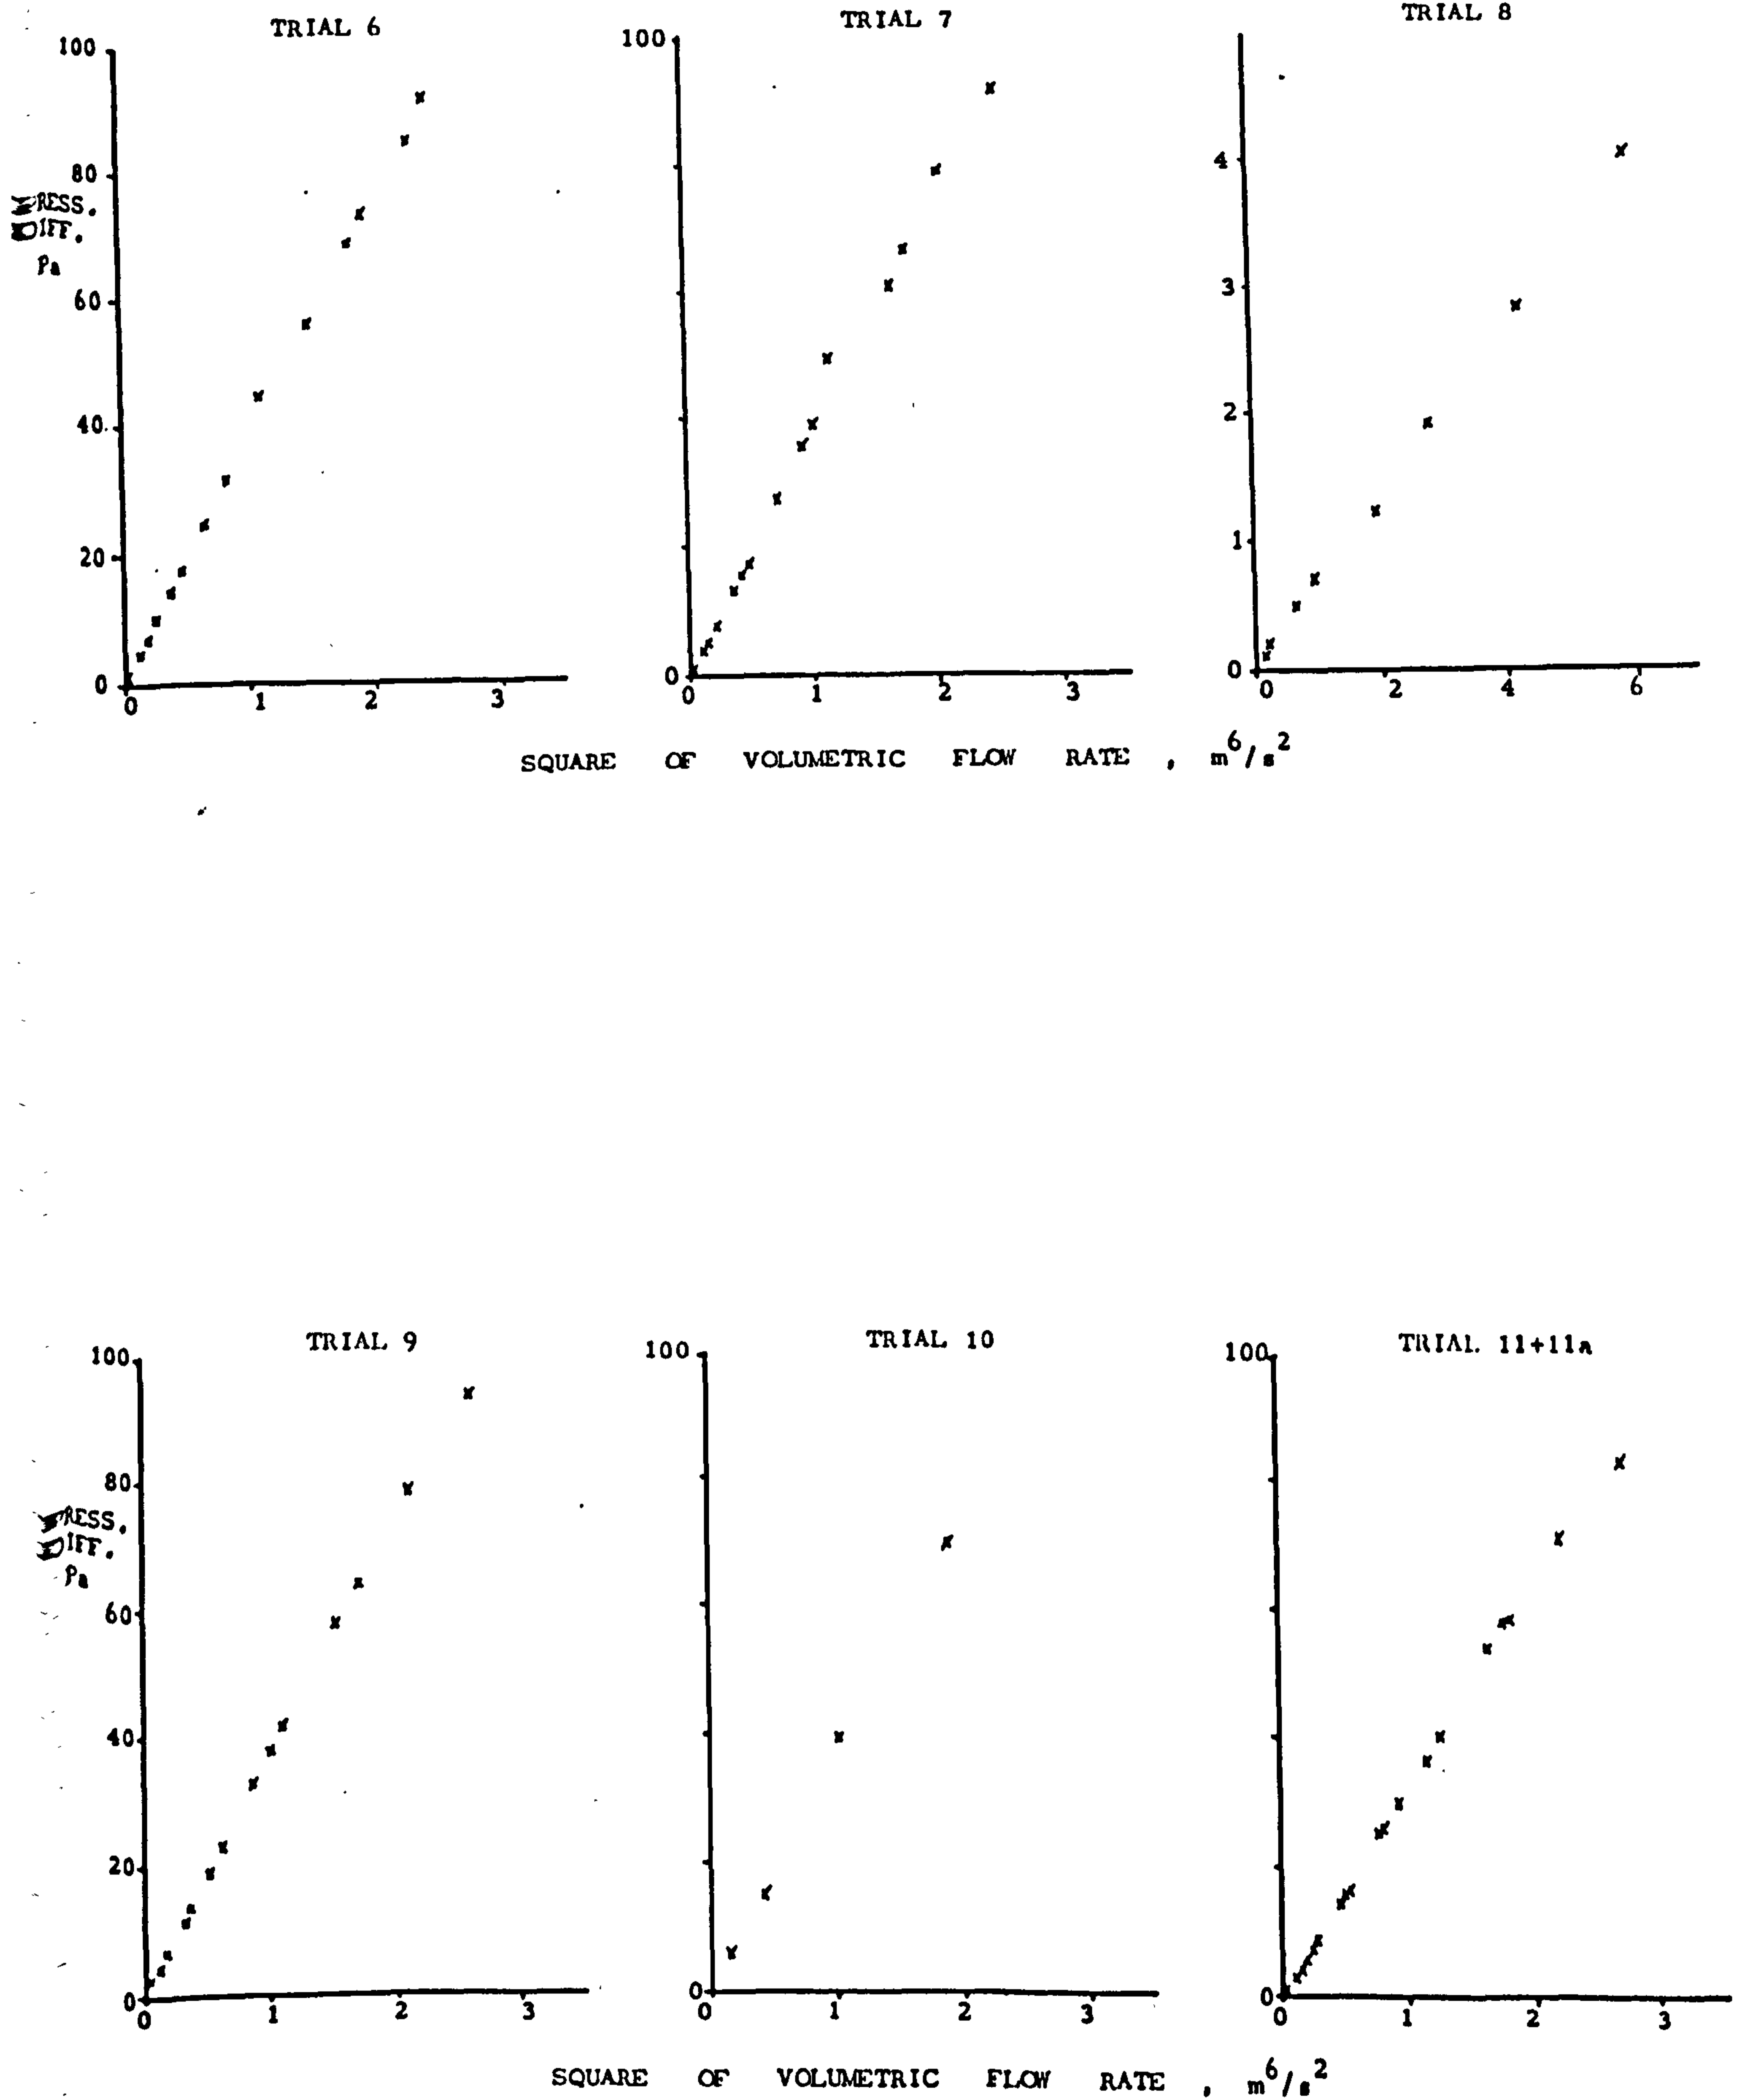 TRIAL 6
100
80
60
40
20
0
RESS.
DIFF.
Pa
0 1 2 3
TRIAL 7
100
0
0 1 2 3
TRIAL 8
4
3
2
1
0
0 2 4 6
SQUARE OF VOLUMETRIC FLOW RATE , m⁶/s²
TRIAL 9
100
80
60
40
20
0
RESS.
DIFF.
Pa
0 1 2 3
TRIAL 10
100
0
0 1 2 3
TRIAL 11+11a
100
0
0 1 2 3
SQUARE OF VOLUMETRIC FLOW RATE , m⁶/s²